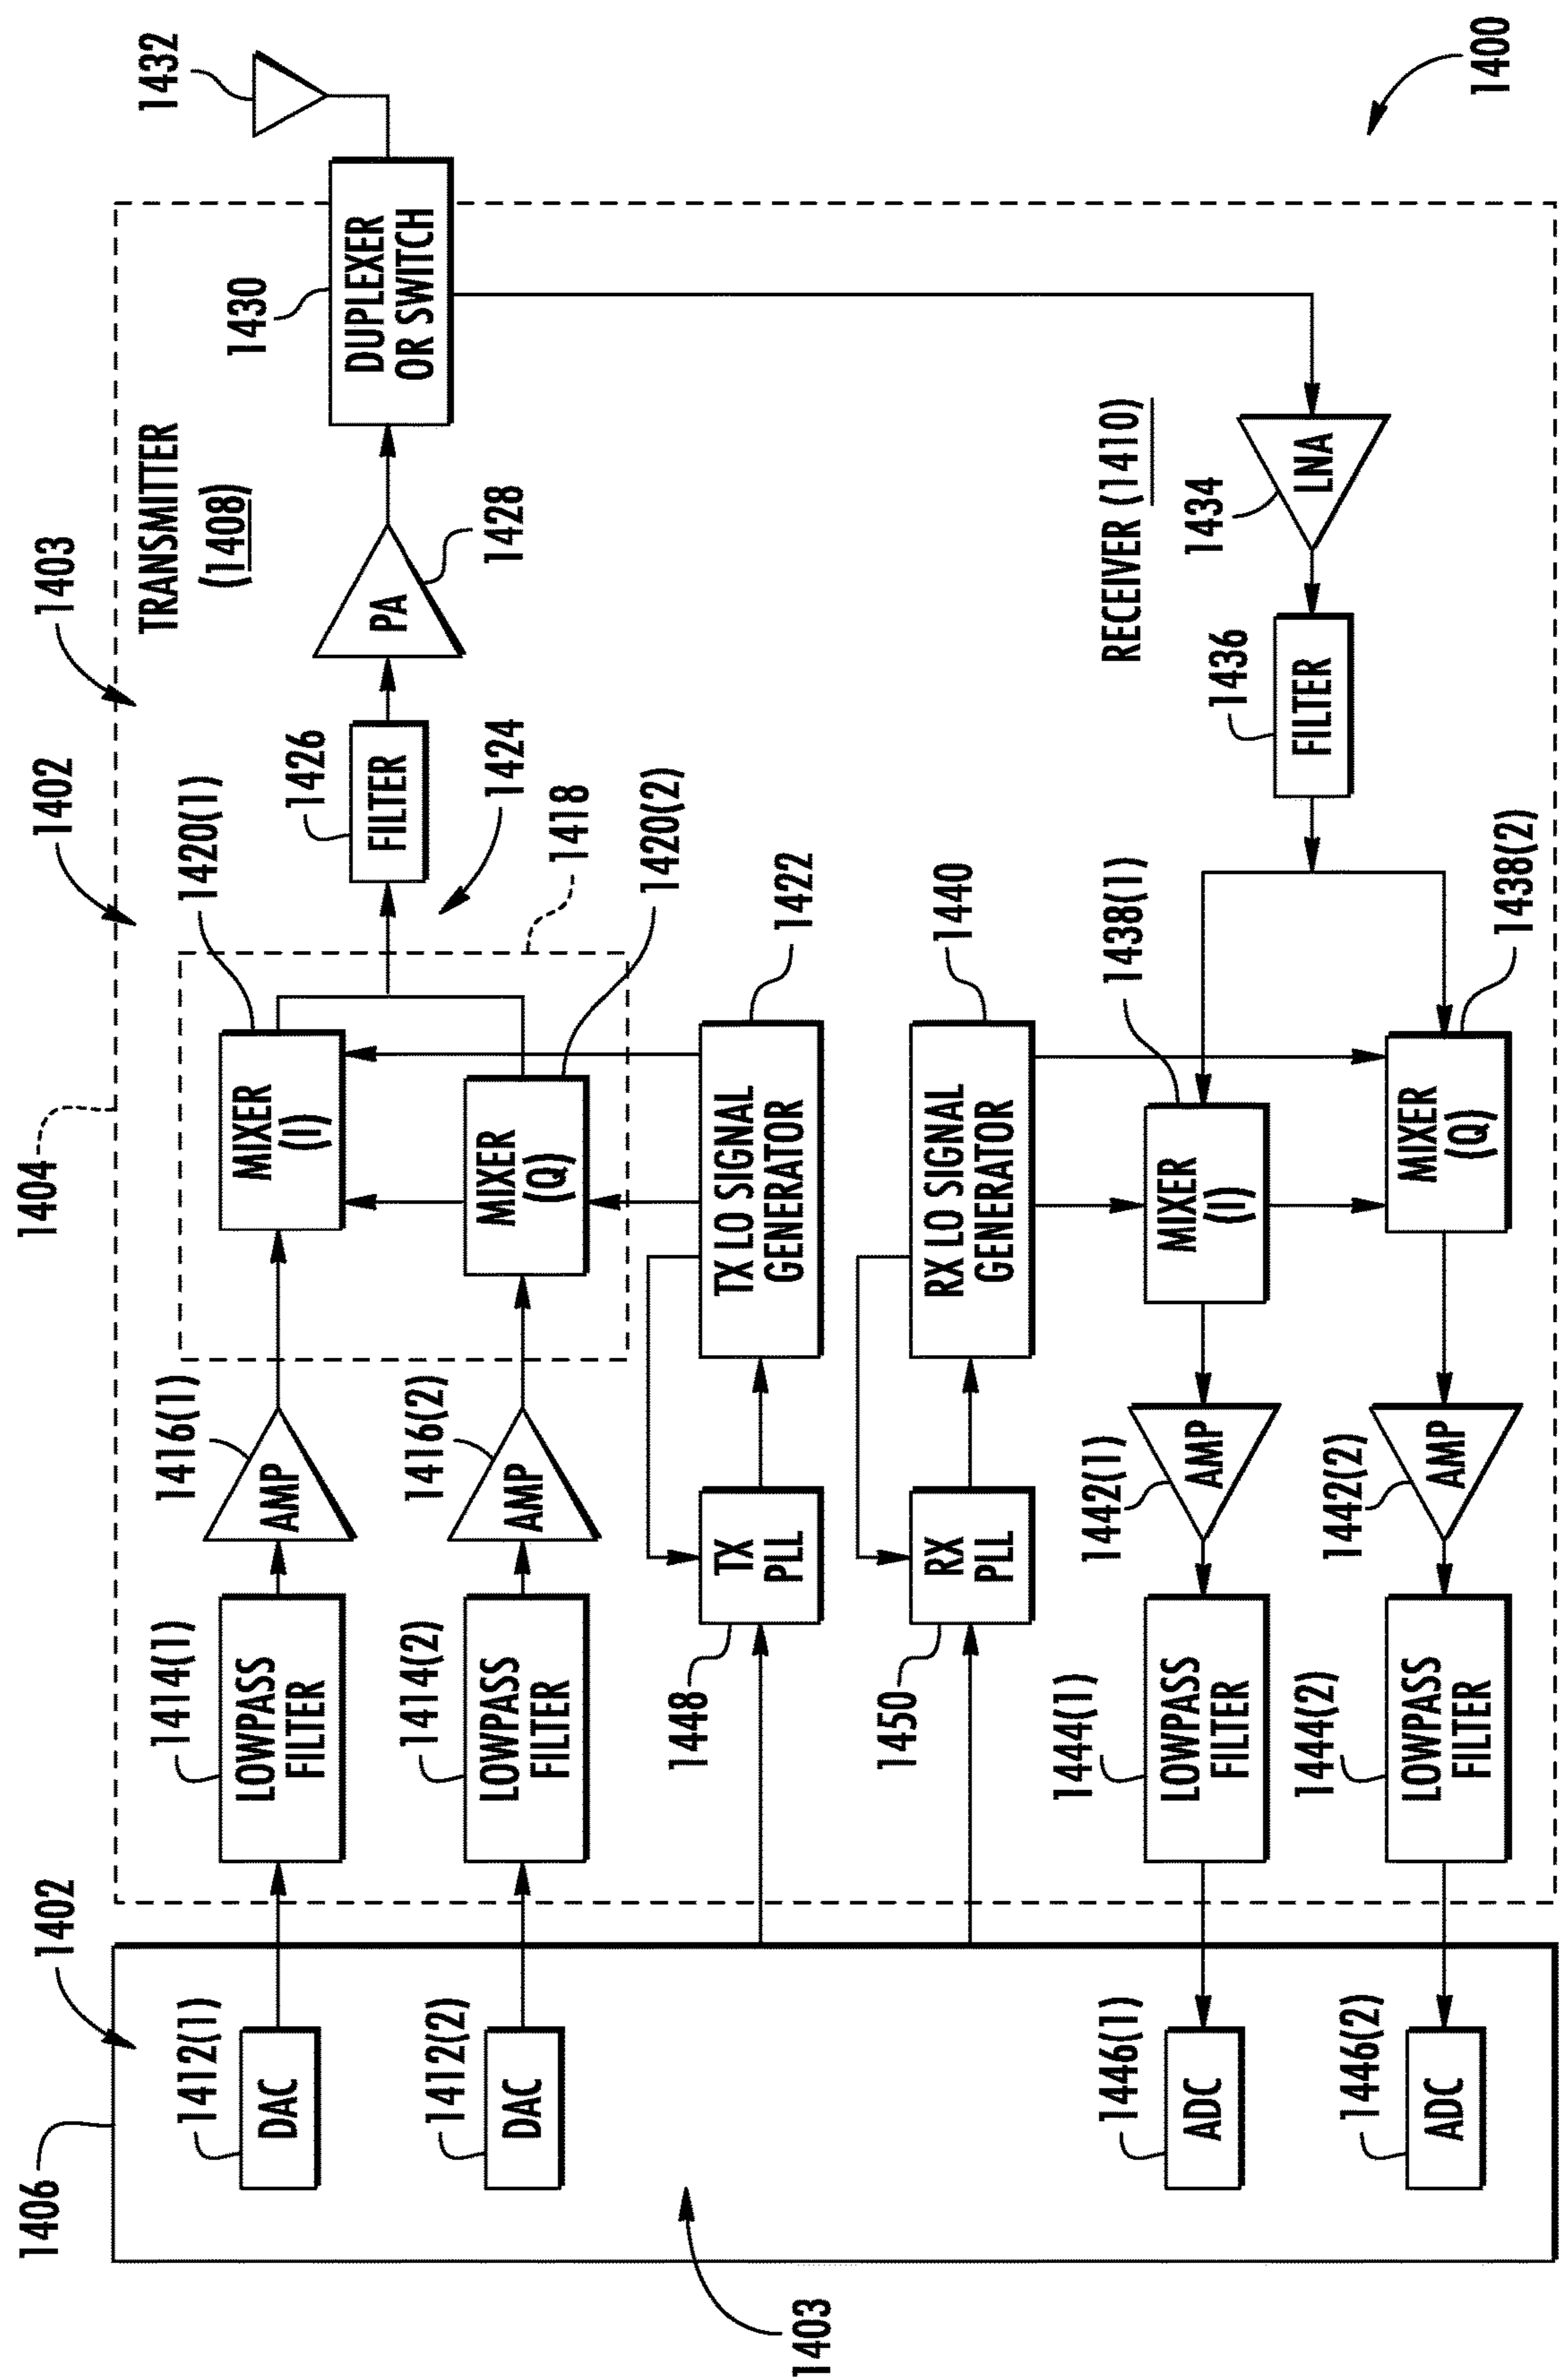 1406
1402
1404
1402
1403
1412(1)
DAC
1414(1)
LOWPASS
FILTER
1416(1)
AMP
1420(1)
MIXER
(I)
1426
FILTER
TRANSMITTER
(1408)
PA
1428
1430
DUPLEXER
OR SWITCH
1432
1412(2)
DAC
1414(2)
LOWPASS
FILTER
1416(2)
AMP
MIXER
(Q)
1424
1418
1420(2)
1448
TX
PLL
TX LO SIGNAL
GENERATOR
1422
1403
1450
RX
PLL
RX LO SIGNAL
GENERATOR
1440
1446(1)
ADC
1444(1)
LOWPASS
FILTER
1442(1)
AMP
MIXER
(I)
1438(1)
1436
FILTER
RECEIVER (1410)
1434
LNA
1446(2)
ADC
1444(2)
LOWPASS
FILTER
1442(2)
AMP
MIXER
(Q)
1438(2)
1400